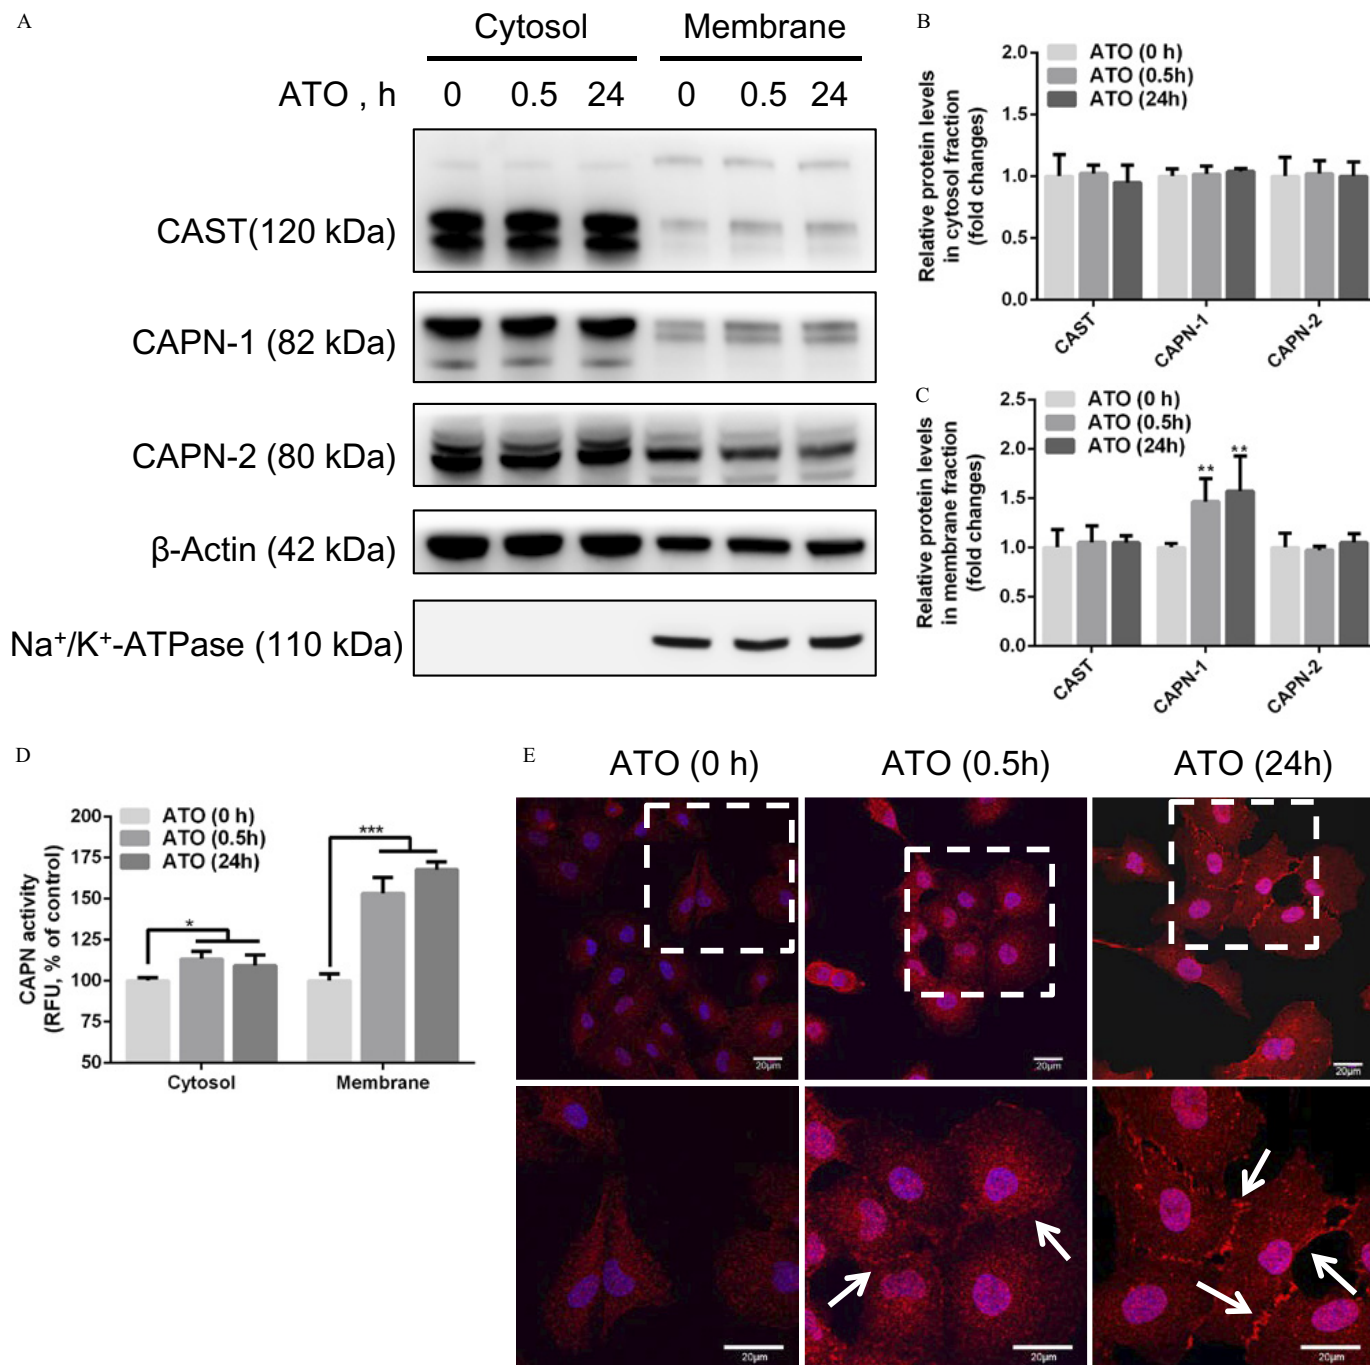 A
Cytosol Membrane
ATO , h 0 0.5 24 0 0.5 24
CAST(120 kDa)
CAPN-1 (82 kDa)
CAPN-2 (80 kDa)
β-Actin (42 kDa)
Na⁺/K⁺-ATPase (110 kDa)
B
Relative protein levels
in cytosol fraction
(fold changes)
2.0
1.5
1.0
0.5
0.0
ATO (0 h)
ATO (0.5h)
ATO (24h)
CAST CAPN-1 CAPN-2
C
Relative protein levels
in membrane fraction
(fold changes)
2.5
2.0
1.5
1.0
0.5
0.0
ATO (0 h)
ATO (0.5h)
ATO (24h)
** **
CAST CAPN-1 CAPN-2
D
CAPN activity
(RFU, % of control)
200
175
150
125
100
75
50
ATO (0 h)
ATO (0.5h)
ATO (24h)
* ***
Cytosol Membrane
E
ATO (0 h) ATO (0.5h) ATO (24h)
20μm 20μm 20μm
20μm 20μm 20μm